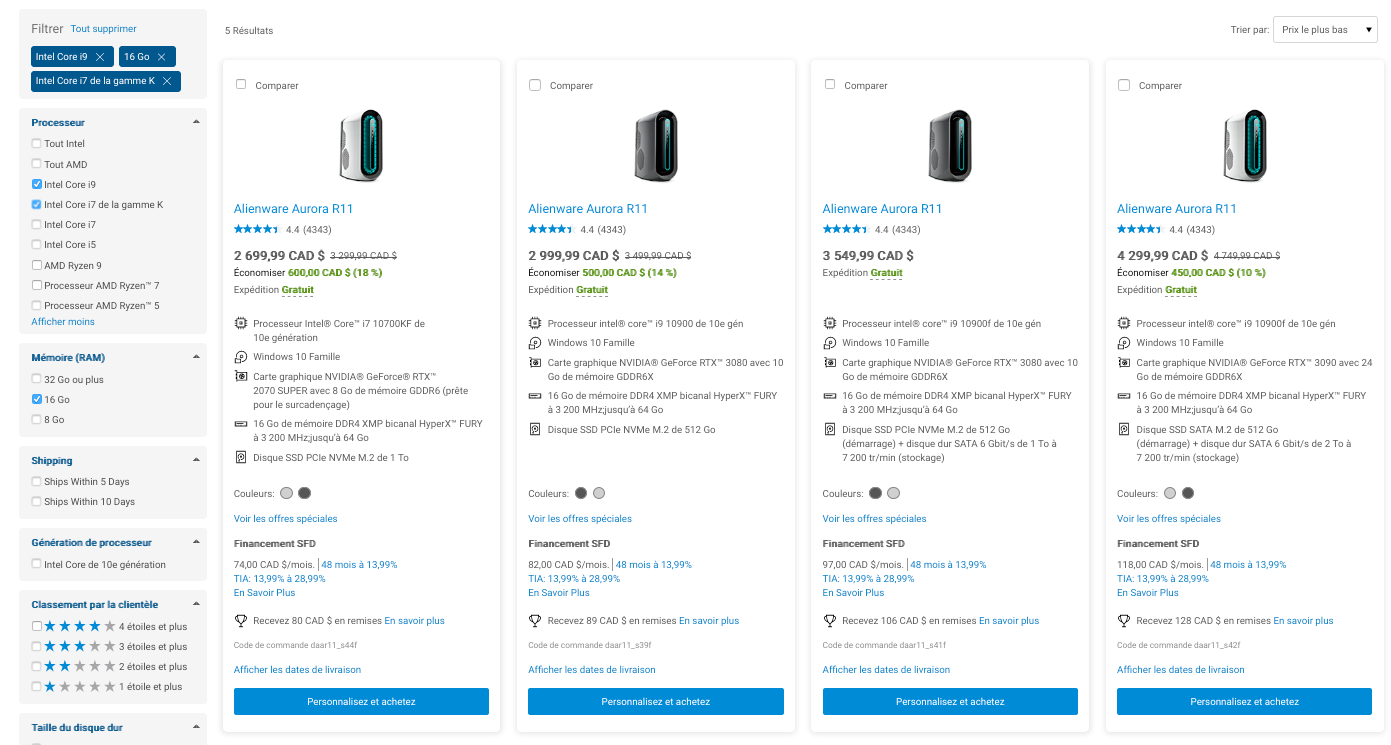 Filtrer Tout supprimer
Intel Core i9
16 Go
Intel Core i7 de la gamme K
Processeur
Tout Intel
Tout AMD
Intel Core i9
Intel Core i7 de la gamme K
Intel Core i7
Intel Core i5
AMD Ryzen 9
Processeur AMD Ryzen™ 7
Processeur AMD Ryzen™ 5
Afficher moins
Mémoire (RAM)
32 Go ou plus
16 Go
8 Go
Shipping
Ships Within 5 Days
Ships Within 10 Days
Génération de processeur
Intel Core de 10e génération
Classement par la clientèle
4 étoiles et plus
3 étoiles et plus
2 étoiles et plus
1 étoile et plus
Taille du disque dur
5 Résultats
Trier par: Prix le plus bas
Comparer
Alienware Aurora R11
4.4 (4343)
2 699,99 CAD $ 3 299,99 CAD $
Économiser 600,00 CAD $ (18 %)
Expédition Gratuit
Processeur Intel® Core™ i7 10700KF de
10e génération
Windows 10 Famille
Carte graphique NVIDIA® GeForce® RTX™
2070 SUPER avec 8 Go de mémoire GDDR6 (prête
pour le surcadençage)
16 Go de mémoire DDR4 XMP bicanal HyperX™ FURY
à 3 200 MHz;jusqu'à 64 Go
Disque SSD PCIe NVMe M.2 de 1 To
Couleurs:
Voir les offres spéciales
Financement SFD
74,00 CAD $/mois. 48 mois à 13,99%
TIA: 13,99% à 28,99%
En Savoir Plus
Recevez 80 CAD $ en remises En savoir plus
Code de commande daar11_s44f
Afficher les dates de livraison
Personnalisez et achetez
Comparer
Alienware Aurora R11
4.4 (4343)
2 999,99 CAD $ 3 499,99 CAD $
Économiser 500,00 CAD $ (14 %)
Expédition Gratuit
Processeur intel® core™ i9 10900 de 10e gén
Windows 10 Famille
Carte graphique NVIDIA® GeForce RTX™ 3080 avec 10
Go de mémoire GDDR6X
16 Go de mémoire DDR4 XMP bicanal HyperX™ FURY
à 3 200 MHz;jusqu'à 64 Go
Disque SSD PCIe NVMe M.2 de 512 Go
Couleurs:
Voir les offres spéciales
Financement SFD
82,00 CAD $/mois. 48 mois à 13,99%
TIA: 13,99% à 28,99%
En Savoir Plus
Recevez 89 CAD $ en remises En savoir plus
Code de commande daar11_s39f
Afficher les dates de livraison
Personnalisez et achetez
Comparer
Alienware Aurora R11
4.4 (4343)
3 549,99 CAD $
Expédition Gratuit
Processeur intel® core™ i9 10900f de 10e gén
Windows 10 Famille
Carte graphique NVIDIA® GeForce RTX™ 3080 avec 10
Go de mémoire GDDR6X
16 Go de mémoire DDR4 XMP bicanal HyperX™ FURY
à 3 200 MHz;jusqu'à 64 Go
Disque SSD PCIe NVMe M.2 de 512 Go
(démarrage) + disque dur SATA 6 Gbit/s de 1 To à
7 200 tr/min (stockage)
Couleurs:
Voir les offres spéciales
Financement SFD
97,00 CAD $/mois. 48 mois à 13,99%
TIA: 13,99% à 28,99%
En Savoir Plus
Recevez 106 CAD $ en remises En savoir plus
Code de commande daar11_s41f
Afficher les dates de livraison
Personnalisez et achetez
Comparer
Alienware Aurora R11
4.4 (4343)
4 299,99 CAD $ 4 749,99 CAD $
Économiser 450,00 CAD $ (10 %)
Expédition Gratuit
Processeur intel® core™ i9 10900f de 10e gén
Windows 10 Famille
Carte graphique NVIDIA® GeForce RTX™ 3090 avec 24
Go de mémoire GDDR6X
16 Go de mémoire DDR4 XMP bicanal HyperX™ FURY
à 3 200 MHz;jusqu'à 64 Go
Disque SSD SATA M.2 de 512 Go
(démarrage) + disque dur SATA 6 Gbit/s de 2 To à
7 200 tr/min (stockage)
Couleurs:
Voir les offres spéciales
Financement SFD
118,00 CAD $/mois. 48 mois à 13,99%
TIA: 13,99% à 28,99%
En Savoir Plus
Recevez 128 CAD $ en remises En savoir plus
Code de commande daar11_s42f
Afficher les dates de livraison
Personnalisez et achetez